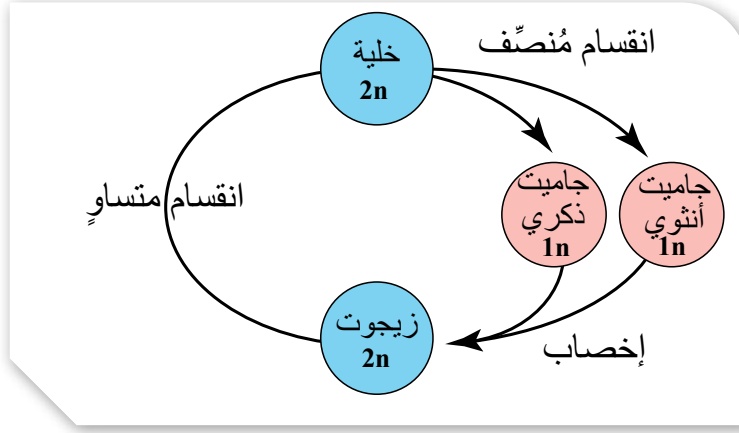 انقسام مُنصِّف
خلية
2n
جاميت
أنثوي
1n
جاميت
ذكري
1n
انقسام متساوٍ
إخصاب
زيجوت
2n